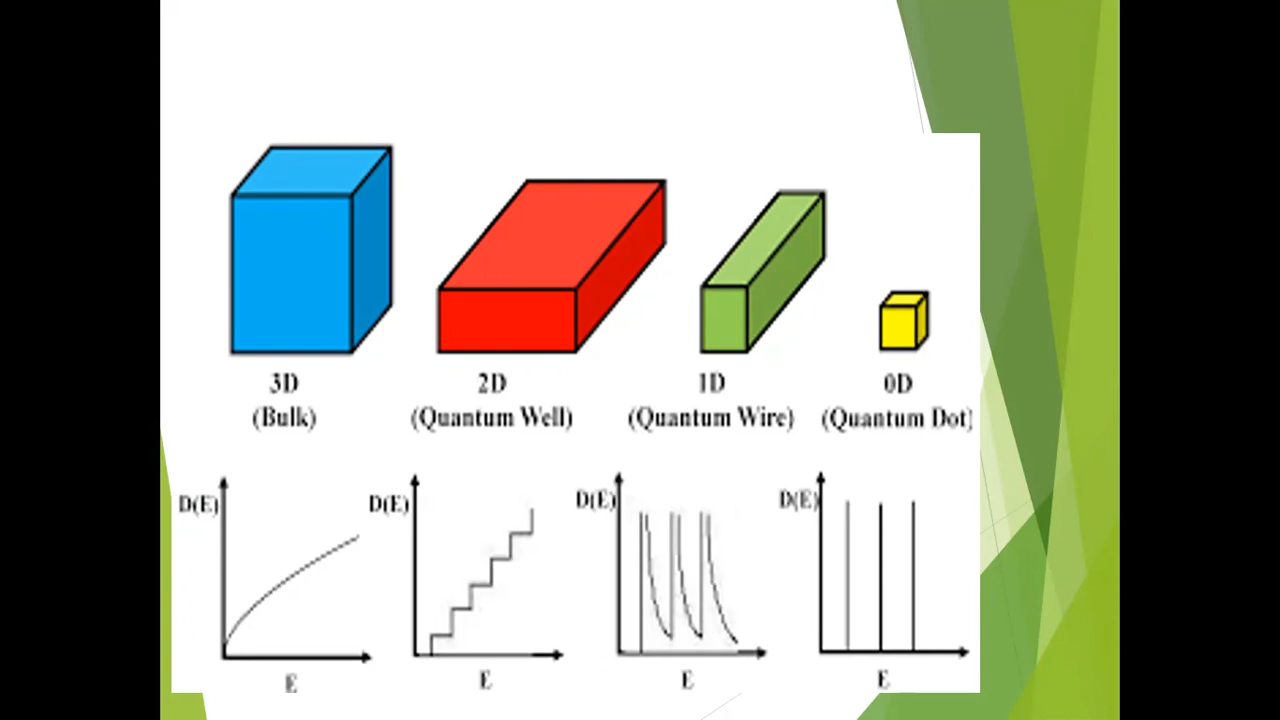 3D
(Bulk)
2D
(Quantum Well)
1D
(Quantum Wire)
0D
(Quantum Dot)
D(E)
E
D(E)
E
D(E)
E
D(E)
E